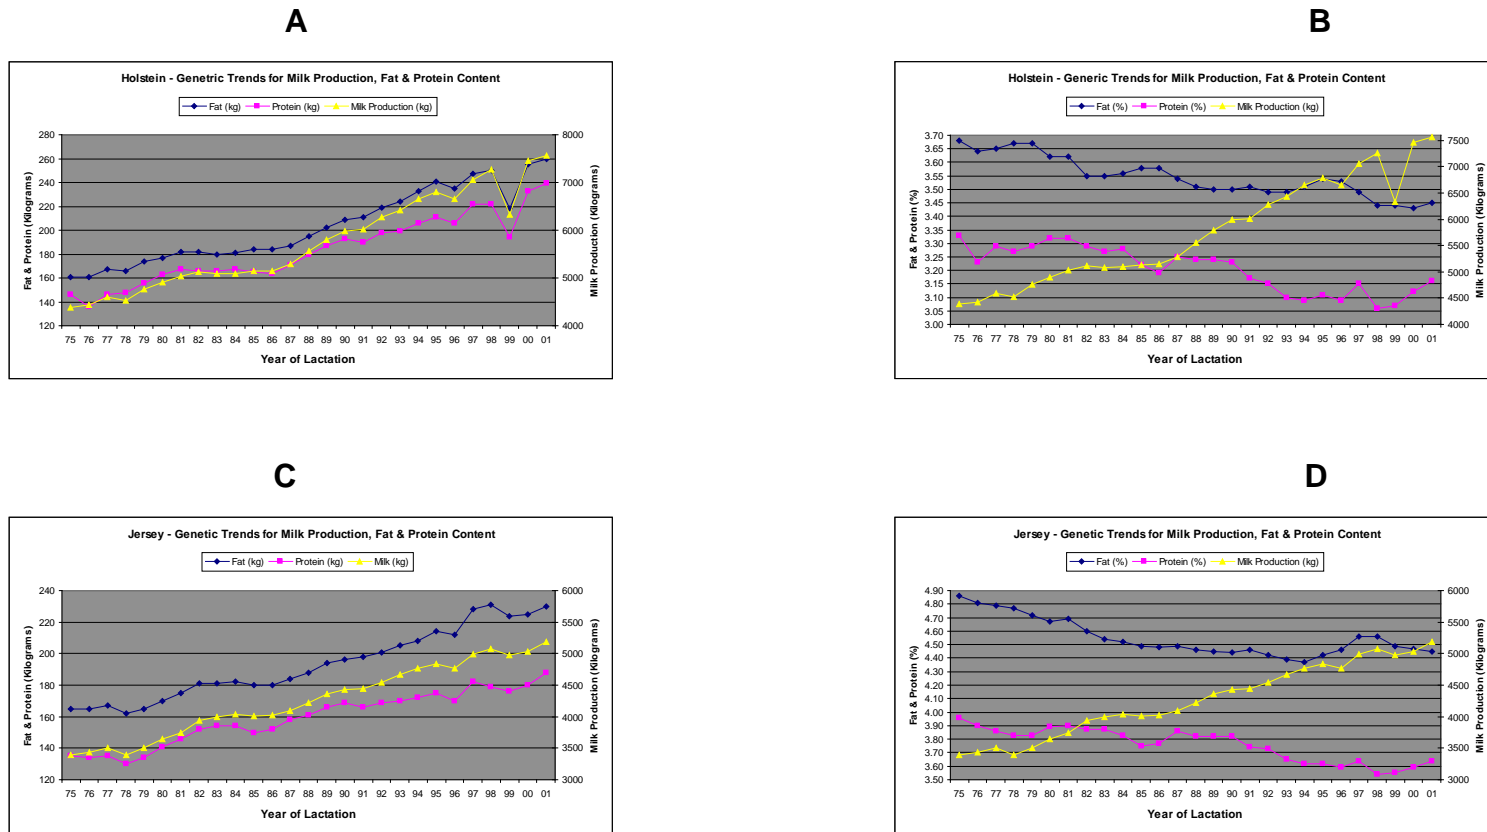 A
B
Holstein - Genetric Trends for Milk Production, Fat & Protein Content
Fat (kg) Protein (kg) Milk Production (kg)
280
260
240
220
200
180
160
140
120
8000
7000
6000
5000
4000
Fat & Protein (Kilograms)
Milk Production (Kilograms)
75 76 77 78 79 80 81 82 83 84 85 86 87 88 89 90 91 92 93 94 95 96 97 98 99 00 01
Year of Lactation
Holstein - Generic Trends for Milk Production, Fat & Protein Content
Fat (%) Protein (%) Milk Production (kg)
3.70
3.65
3.60
3.55
3.50
3.45
3.40
3.35
3.30
3.25
3.20
3.15
3.10
3.05
3.00
7500
7000
6500
6000
5500
5000
4500
4000
Fat & Protein (%)
Milk Production (Kilograms)
75 76 77 78 79 80 81 82 83 84 85 86 87 88 89 90 91 92 93 94 95 96 97 98 99 00 01
Year of Lactation
C
D
Jersey - Genetic Trends for Milk Production, Fat & Protein Content
Fat (kg) Protein (kg) Milk (kg)
240
220
200
180
160
140
120
6000
5500
5000
4500
4000
3500
3000
Fat & Protein (Kilograms)
Milk Production (Kilograms)
75 76 77 78 79 80 81 82 83 84 85 86 87 88 89 90 91 92 93 94 95 96 97 98 99 00 01
Year of Lactation
Jersey - Genetic Trends for Milk Production, Fat & Protein Content
Fat (%) Protein (%) Milk Production (kg)
4.90
4.80
4.70
4.60
4.50
4.40
4.30
4.20
4.10
4.00
3.90
3.80
3.70
3.60
3.50
6000
5500
5000
4500
4000
3500
3000
Fat & Protein (%)
Milk Production (Kilograms)
75 76 77 78 79 80 81 82 83 84 85 86 87 88 89 90 91 92 93 94 95 96 97 98 99 00 01
Year of Lactation